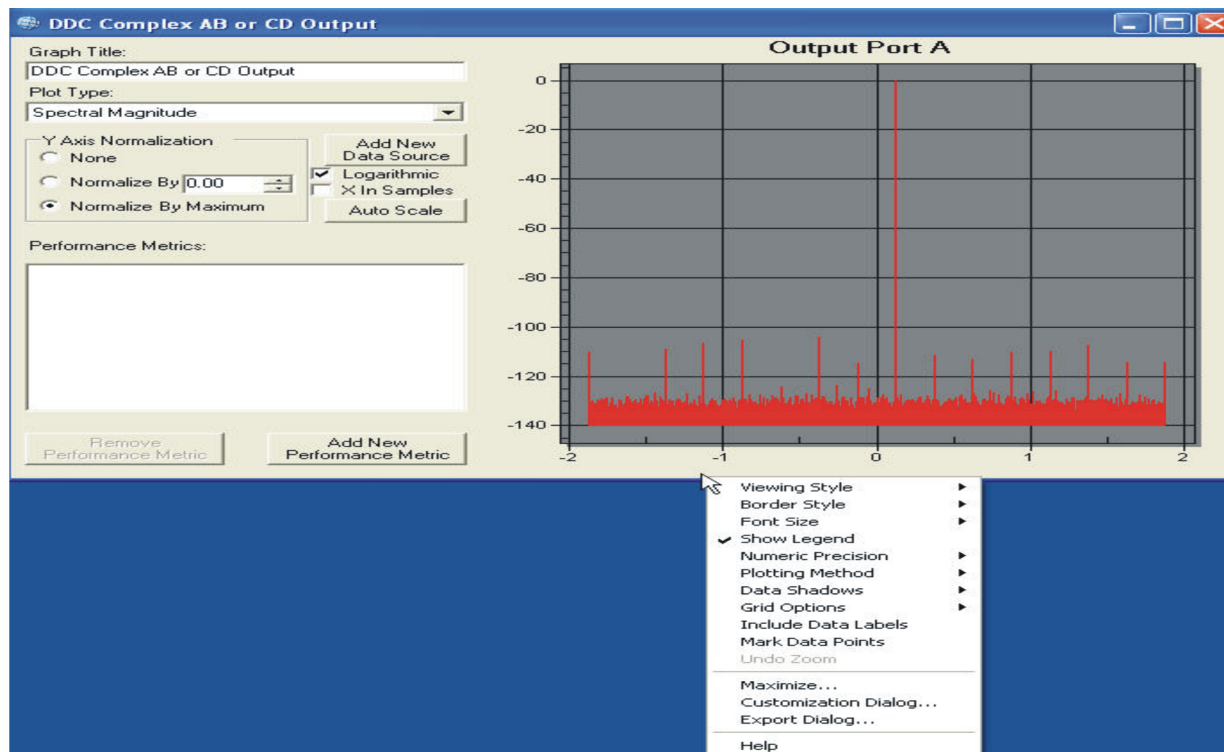 DDC Complex AB or CD Output
Graph Title:
DDC Complex AB or CD Output
Plot Type:
Spectral Magnitude
Y Axis Normalization
None
Normalize By 0.00
Normalize By Maximum
Add New
Data Source
Logarithmic
X In Samples
Auto Scale
Performance Metrics:
Remove
Performance Metric
Add New
Performance Metric
Output Port A
0
-20
-40
-60
-80
-100
-120
-140
-2 -1 0 1 2
Viewing Style
Border Style
Font Size
Show Legend
Numeric Precision
Plotting Method
Data Shadows
Grid Options
Include Data Labels
Mark Data Points
Undo Zoom
Maximize...
Customization Dialog...
Export Dialog...
Help